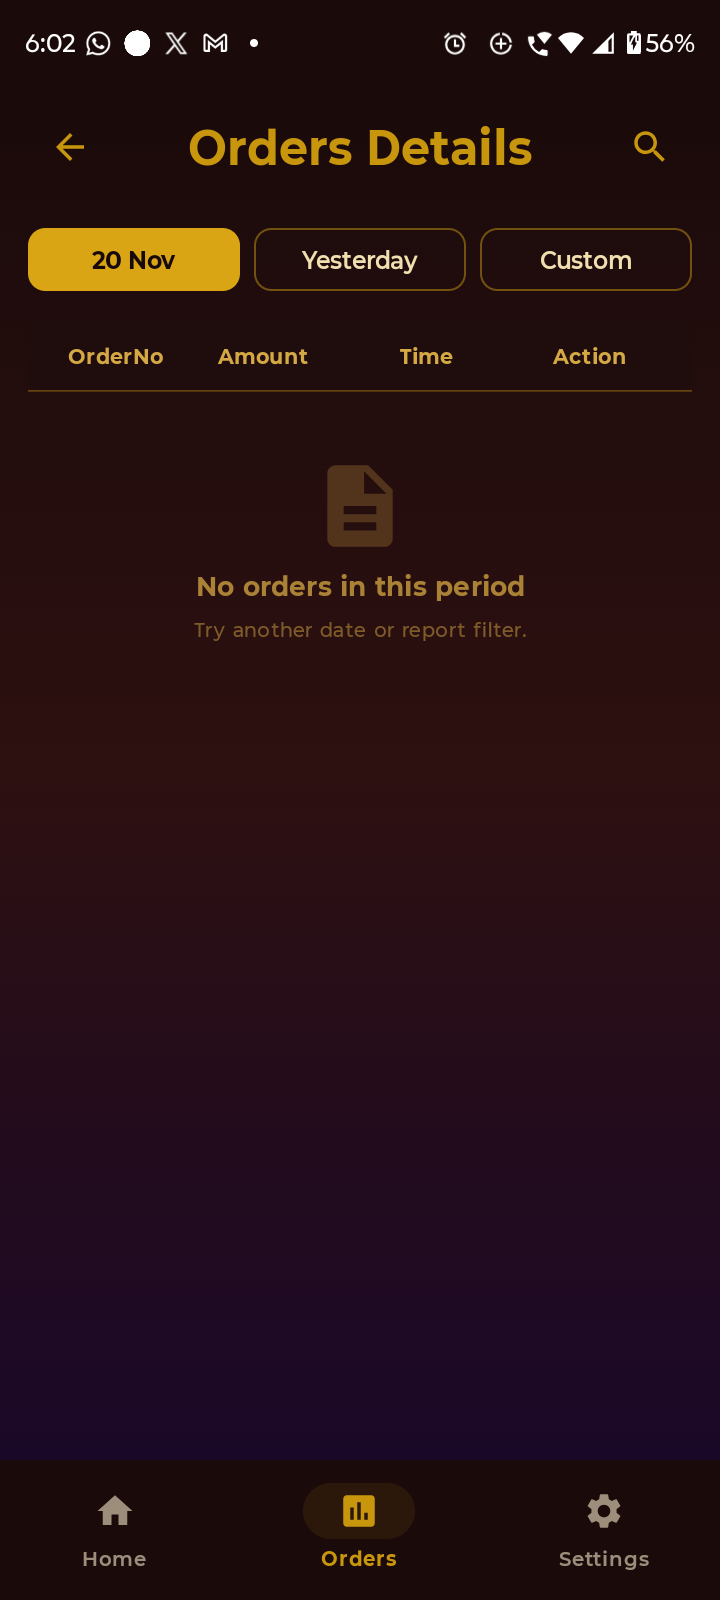 6:02 56%
Orders Details
20 Nov Yesterday Custom
OrderNo Amount Time Action
No orders in this period
Try another date or report filter.
Home Orders Settings